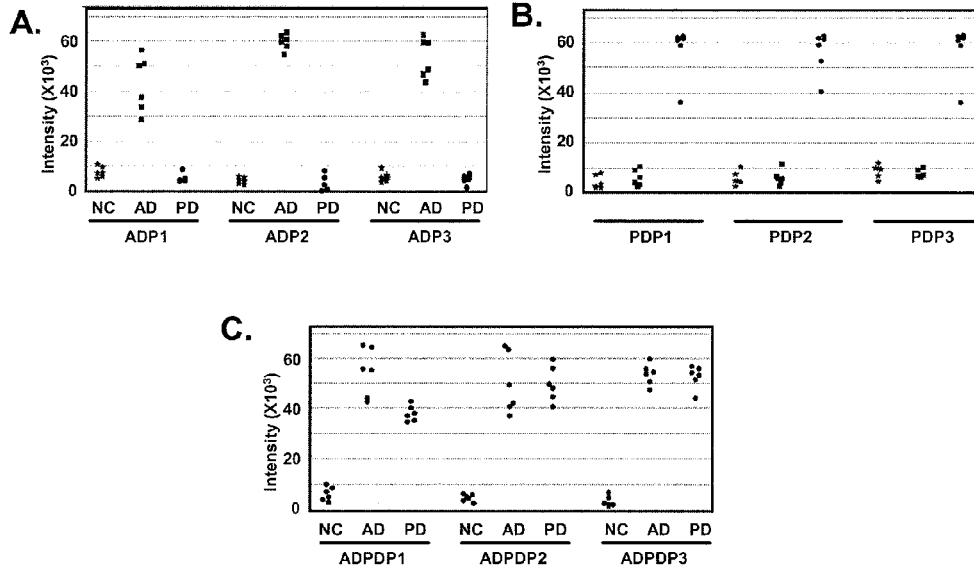 A.
Intensity (X10³)
60
40
20
0
NC AD PD NC AD PD NC AD PD
ADP1 ADP2 ADP3
B.
Intensity (X10³)
60
40
20
0
PDP1 PDP2 PDP3
C.
Intensity (X10³)
60
40
20
0
NC AD PD NC AD PD NC AD PD
ADPDP1 ADPDP2 ADPDP3